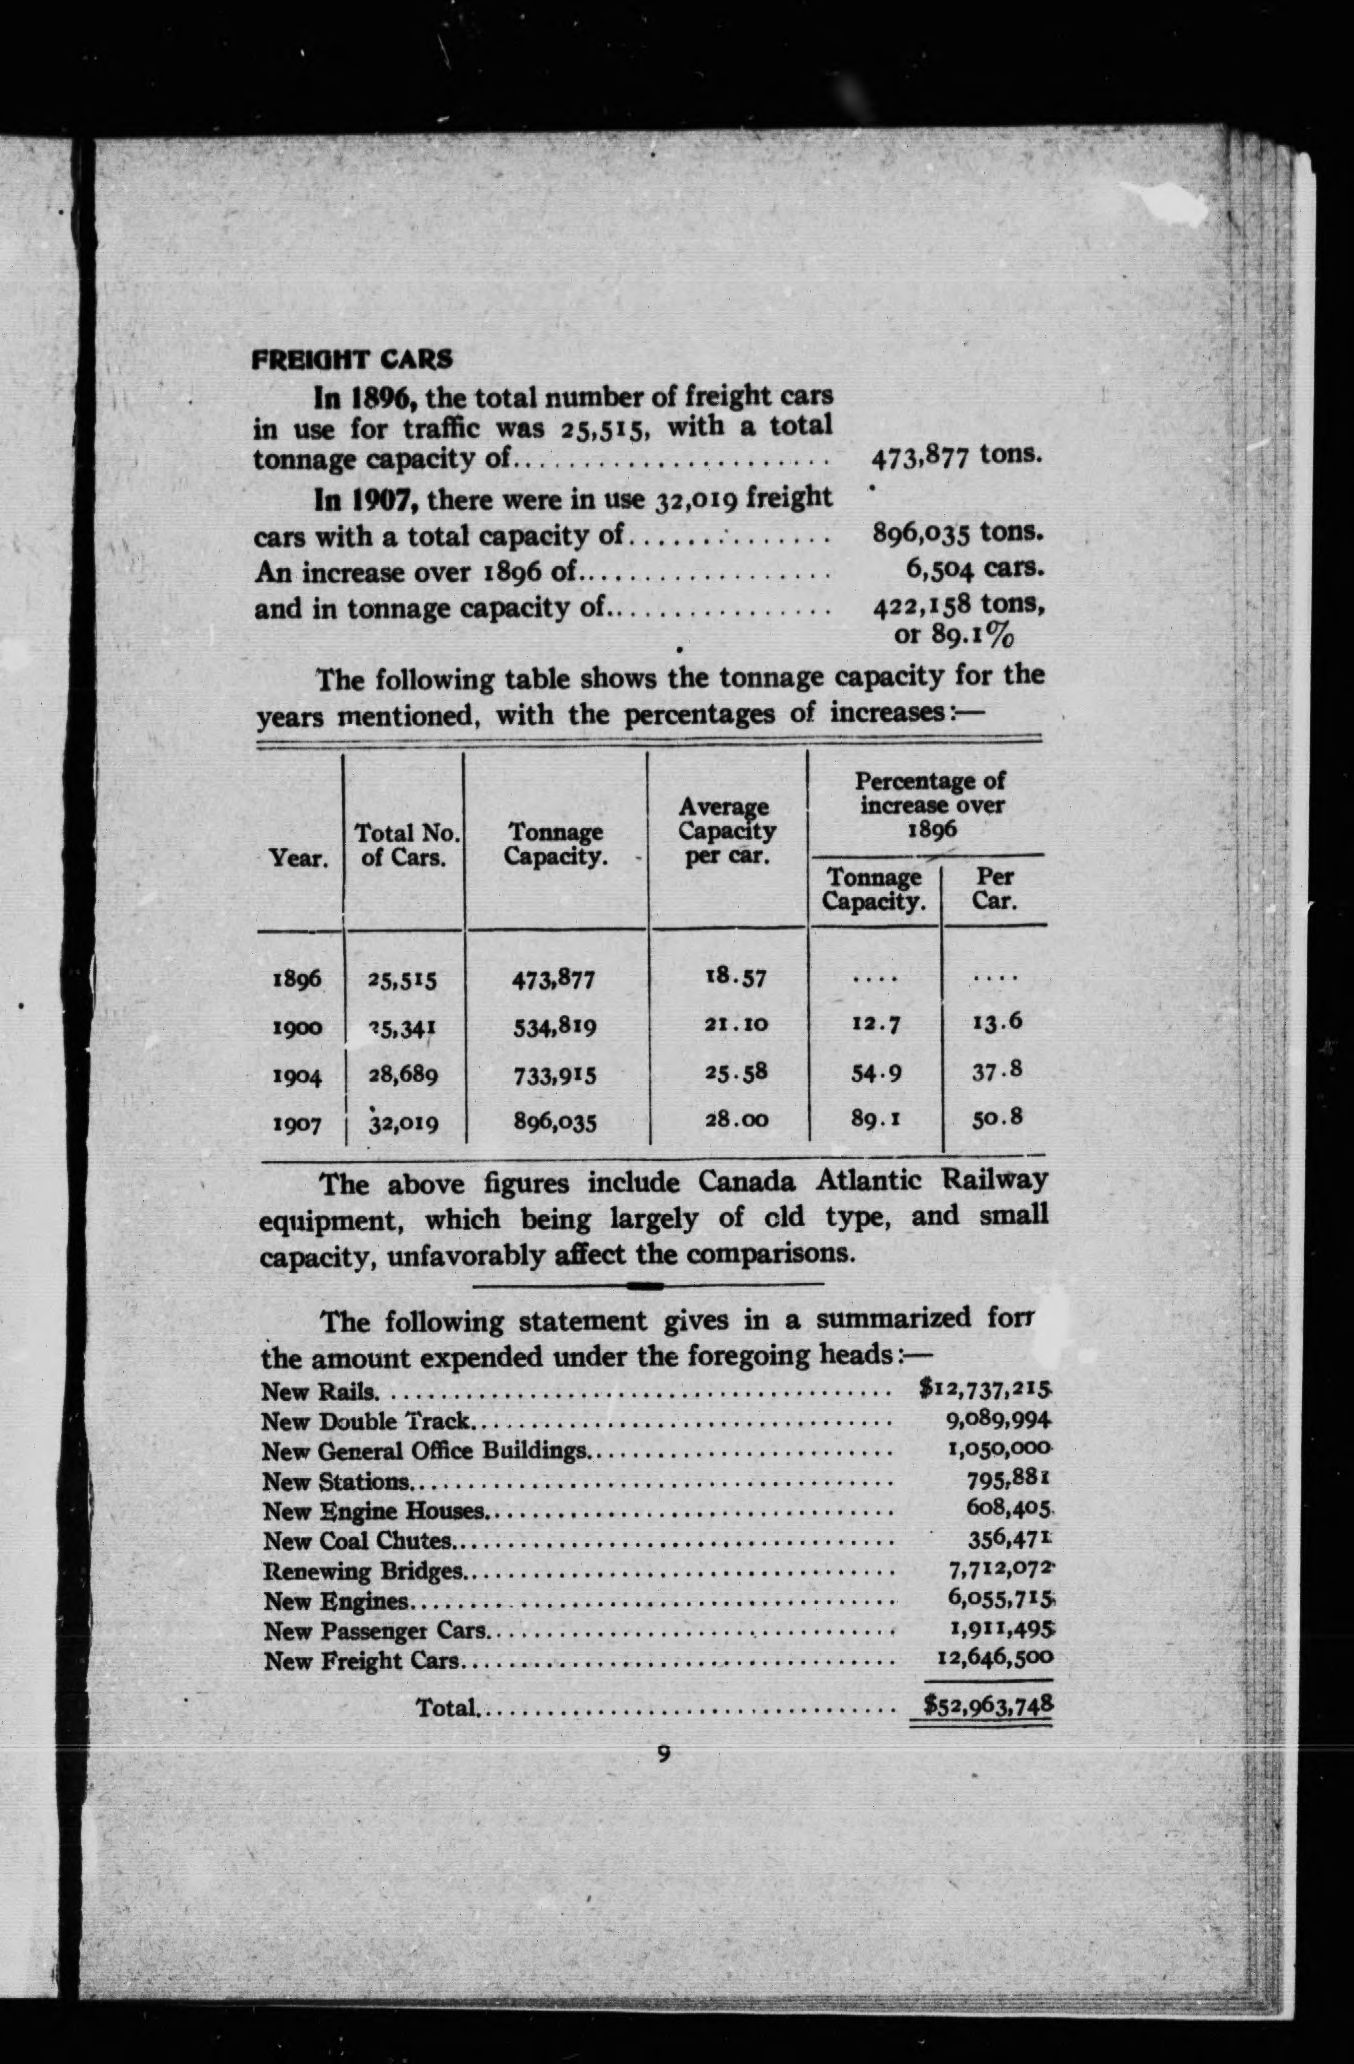 FREIGHT CARS
In 1896, the total number of freight cars
in use for traffic was 25,515, with a total
tonnage capacity of...................... 473,877 tons.
In 1907, there were in use 32,019 freight
cars with a total capacity of.............. 896,035 tons.
An increase over 1896 of.................. 6,504 cars.
and in tonnage capacity of................ 422,158 tons,
or 89.1%
The following table shows the tonnage capacity for the
years mentioned, with the percentages of increases:—
Year. Total No. of Cars. Tonnage Capacity. Average Capacity per car. Percentage of increase over 1896
Tonnage Capacity. Per Car.
1896 25,515 473,877 18.57 .... ....
1900 25,341 534,819 21.10 12.7 13.6
1904 28,689 733,915 25.58 54.9 37.8
1907 32,019 896,035 28.00 89.1 50.8
The above figures include Canada Atlantic Railway
equipment, which being largely of old type, and small
capacity, unfavorably affect the comparisons.
The following statement gives in a summarized for
the amount expended under the foregoing heads:—
New Rails........................................ $12,737,215
New Double Track.................................. 9,089,994
New General Office Buildings......................... 1,050,000
New Stations....................................... 795,881
New Engine Houses................................. 608,405
New Coal Chutes.................................... 356,471
Renewing Bridges................................... 7,712,072
New Engines....................................... 6,055,715
New Passenger Cars................................. 1,911,495
New Freight Cars................................... 12,646,500
Total.................................. $52,963,748
9